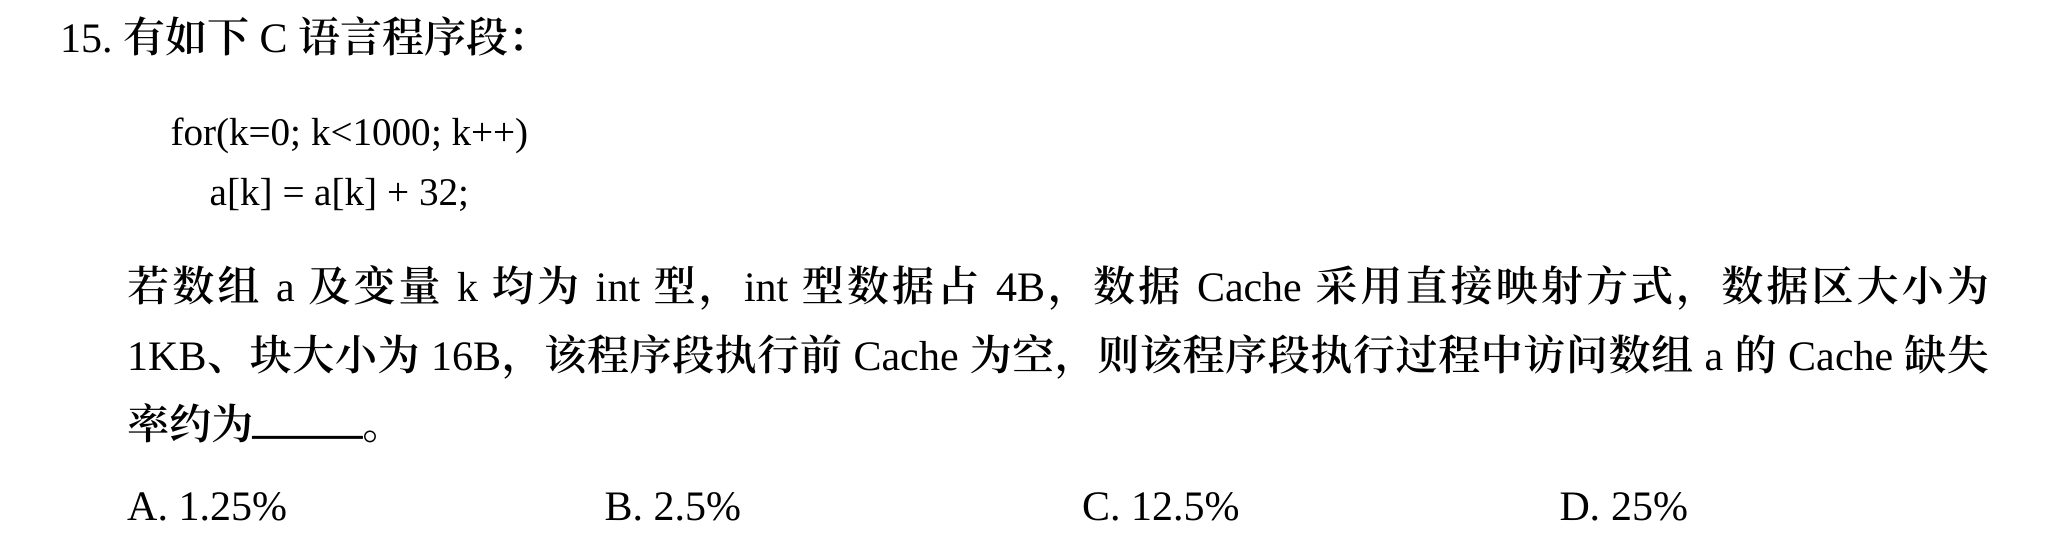 15. 有如下 C 语言程序段：
for(k=0; k<1000; k++)
a[k] = a[k] + 32;
若数组 a 及变量 k 均为 int 型，int 型数据占 4B，数据 Cache 采用直接映射方式，数据区大小为
1KB、块大小为 16B，该程序段执行前 Cache 为空，则该程序段执行过程中访问数组 a 的 Cache 缺失
率约为_____。
A. 1.25% B. 2.5% C. 12.5% D. 25%